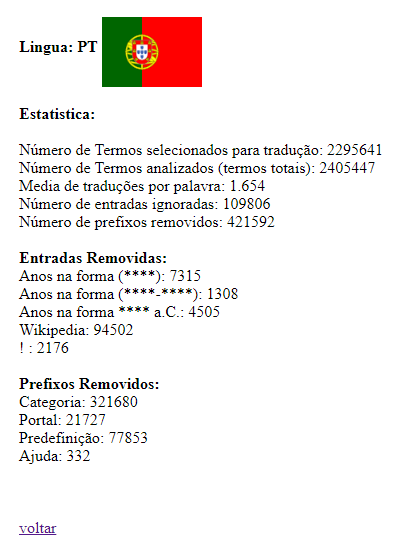 Lingua: PT
Estatistica:
Número de Termos selecionados para tradução: 2295641
Número de Termos analizados (termos totais): 2405447
Media de traduções por palavra: 1.654
Número de entradas ignoradas: 109806
Número de prefixos removidos: 421592
Entradas Removidas:
Anos na forma (****): 7315
Anos na forma (****-****): 1308
Anos na forma **** a.C.: 4505
Wikipedia: 94502
! : 2176
Prefixos Removidos:
Categoria: 321680
Portal: 21727
Predefinição: 77853
Ajuda: 332
voltar